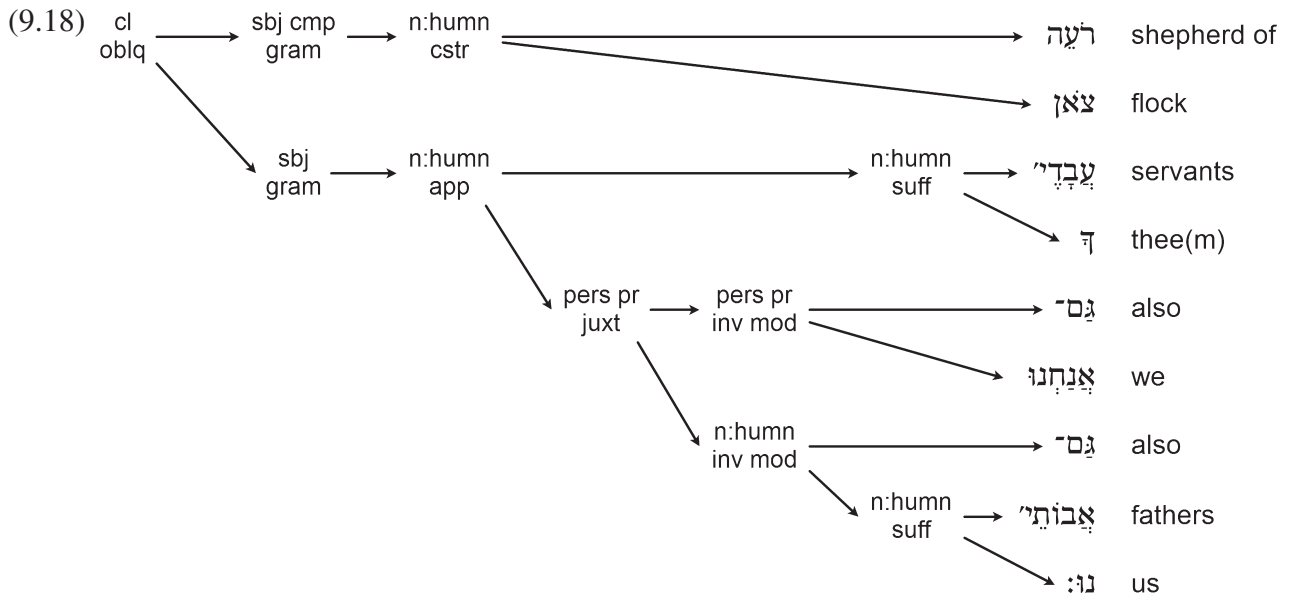 (9.18) cl sbj cmp n:humn רֹעֵה shepherd of
oblq gram cstr
צֹאן flock
sbj n:humn n:humn עֲבָדֶי׳ servants
gram app suff
ךָ thee(m)
pers pr pers pr גַּם־ also
juxt inv mod
אֲנַחְנוּ we
n:humn גַּם־ also
inv mod
n:humn אֲבוֹתֵי׳ fathers
suff
נוּ׃ us